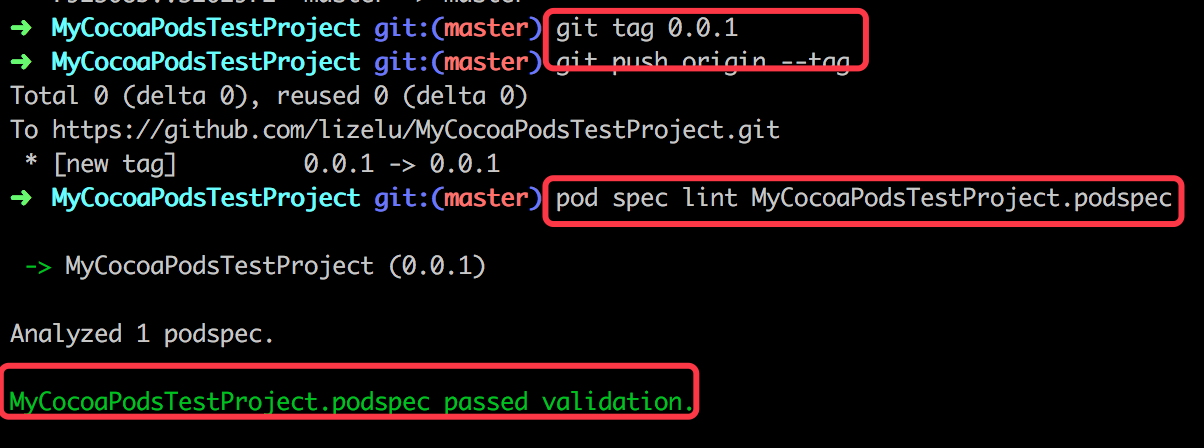 ➜ MyCocoaPodsTestProject git:(master) git tag 0.0.1
➜ MyCocoaPodsTestProject git:(master) git push origin --tag
Total 0 (delta 0), reused 0 (delta 0)
To https://github.com/lizelu/MyCocoaPodsTestProject.git
* [new tag] 0.0.1 -> 0.0.1
➜ MyCocoaPodsTestProject git:(master) pod spec lint MyCocoaPodsTestProject.podspec
-> MyCocoaPodsTestProject (0.0.1)
Analyzed 1 podspec.
MyCocoaPodsTestProject.podspec passed validation.